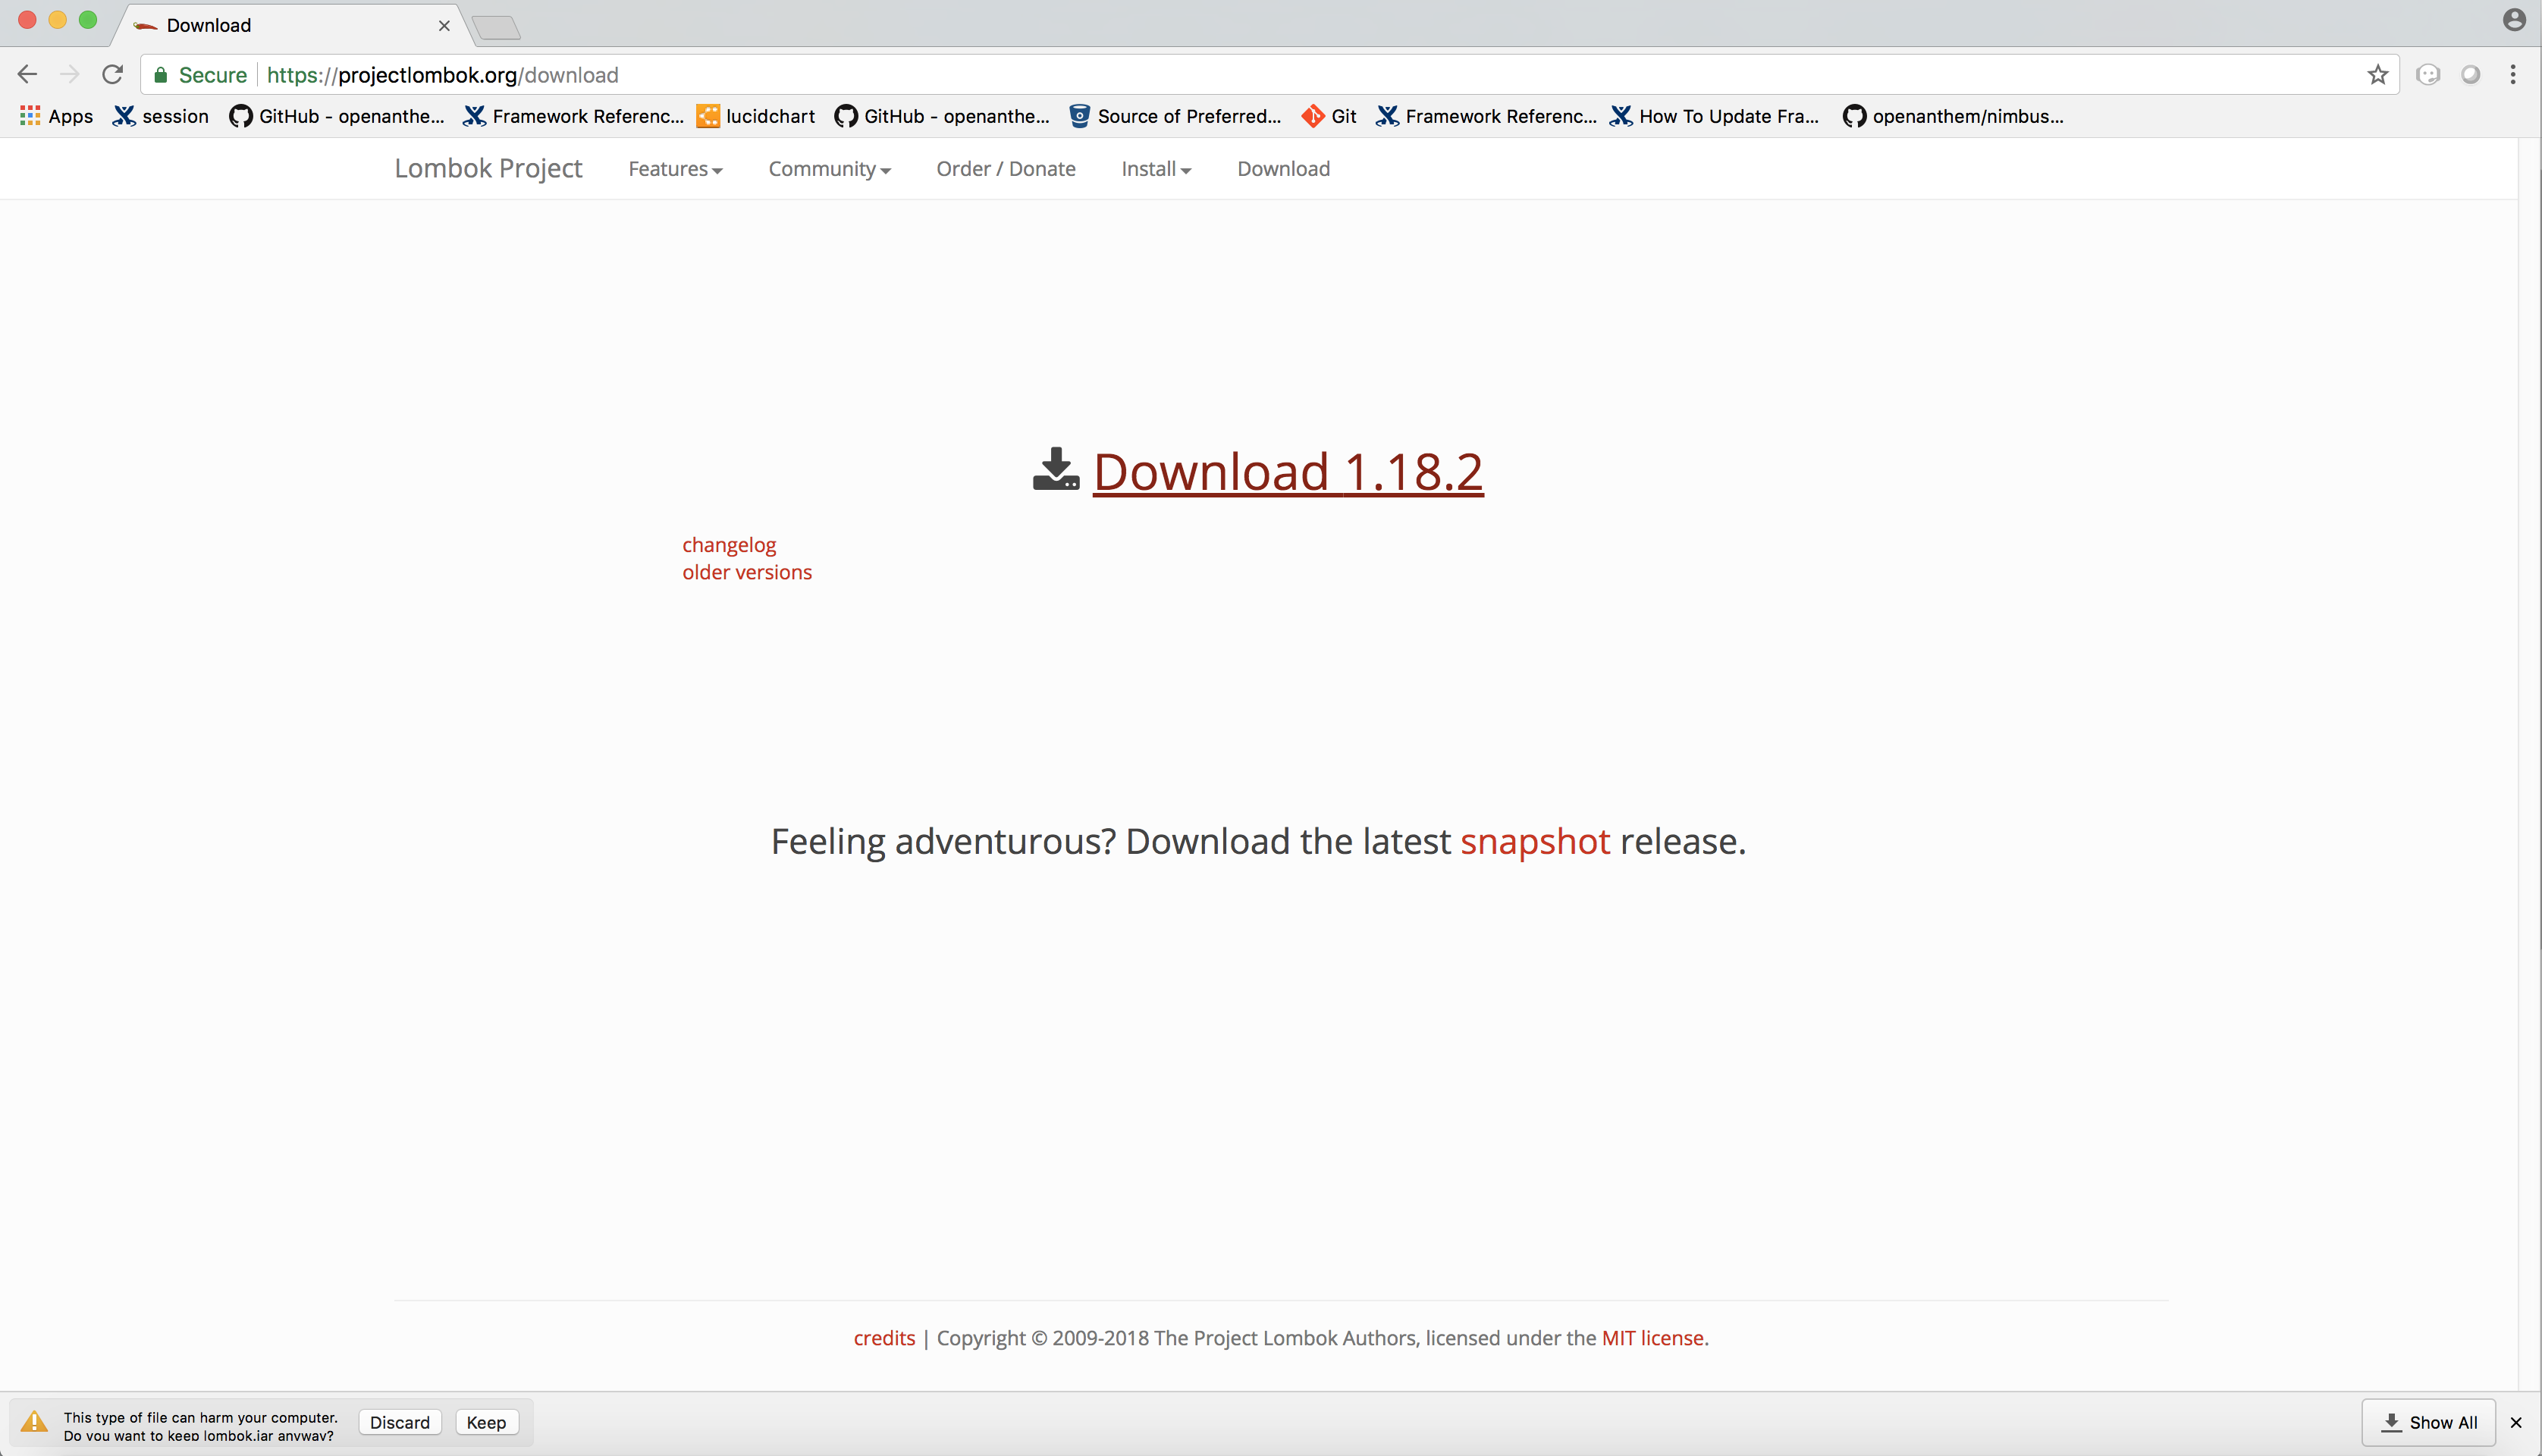 Download
Secure https://projectlombok.org/download
Apps session GitHub - openanthe... Framework Referenc... lucidchart GitHub - openanthe... Source of Preferred... Git Framework Referenc... How To Update Fra... openanthem/nimbus...
Lombok Project Features Community Order / Donate Install Download
Download 1.18.2
changelog
older versions
Feeling adventurous? Download the latest snapshot release.
credits | Copyright © 2009-2018 The Project Lombok Authors, licensed under the MIT license.
This type of file can harm your computer.
Do you want to keep lombok.jar anyway?
Discard Keep
Show All